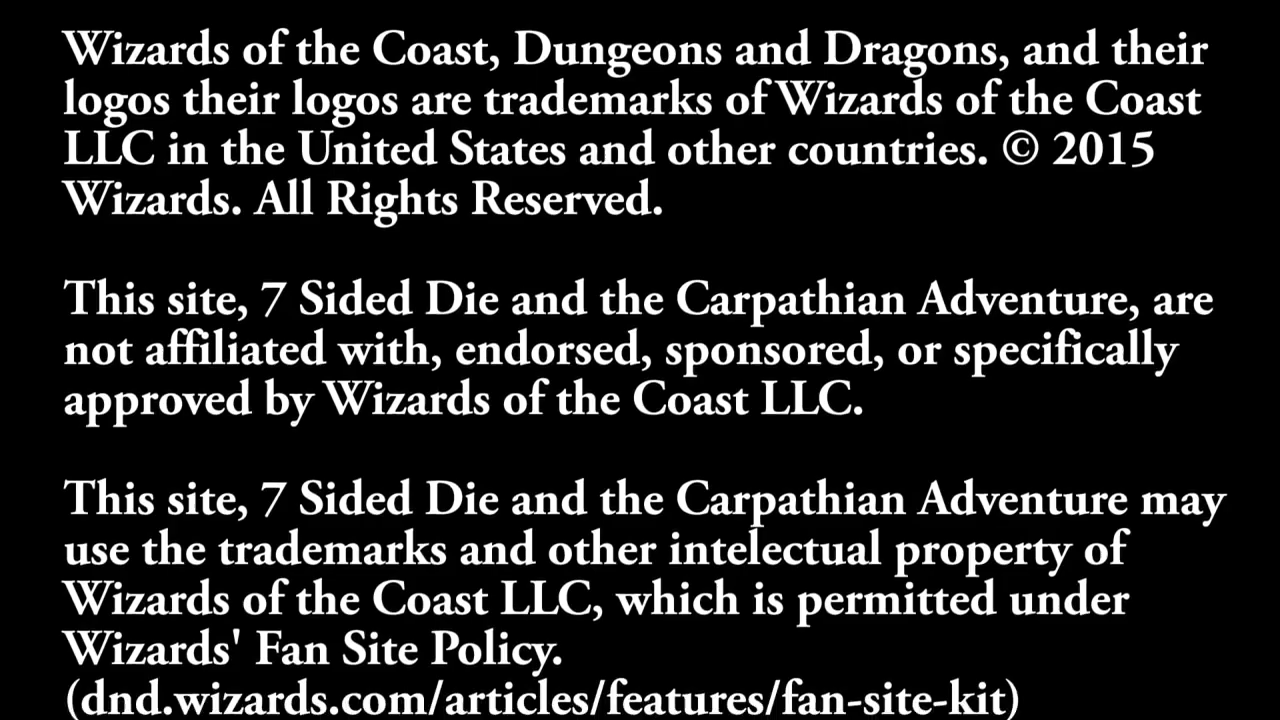 Wizards of the Coast, Dungeons and Dragons, and their
logos their logos are trademarks of Wizards of the Coast
LLC in the United States and other countries. © 2015
Wizards. All Rights Reserved.
This site, 7 Sided Die and the Carpathian Adventure, are
not affiliated with, endorsed, sponsored, or specifically
approved by Wizards of the Coast LLC.
This site, 7 Sided Die and the Carpathian Adventure may
use the trademarks and other intelectual property of
Wizards of the Coast LLC, which is permitted under
Wizards' Fan Site Policy.
(dnd.wizards.com/articles/features/fan-site-kit)